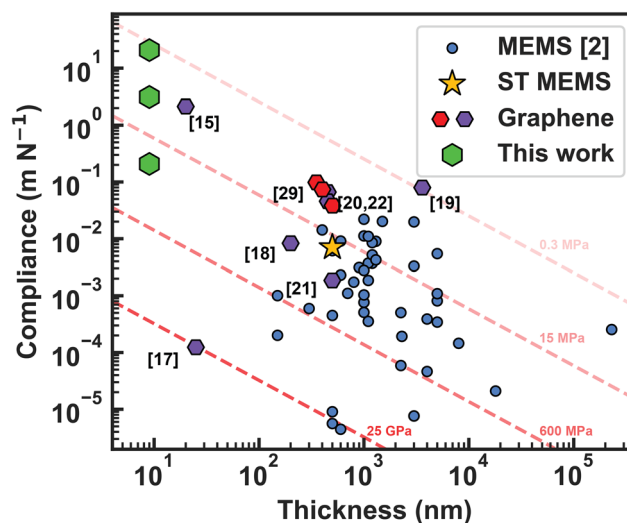 MEMS [2]
ST MEMS
Graphene
This work
Compliance (m N⁻¹)
10¹
10⁰
10⁻¹
10⁻²
10⁻³
10⁻⁴
10⁻⁵
[15]
[29]
[20,22]
[19]
[18]
[21]
[17]
0.3 MPa
15 MPa
600 MPa
25 GPa
10¹
10²
10³
10⁴
10⁵
Thickness (nm)